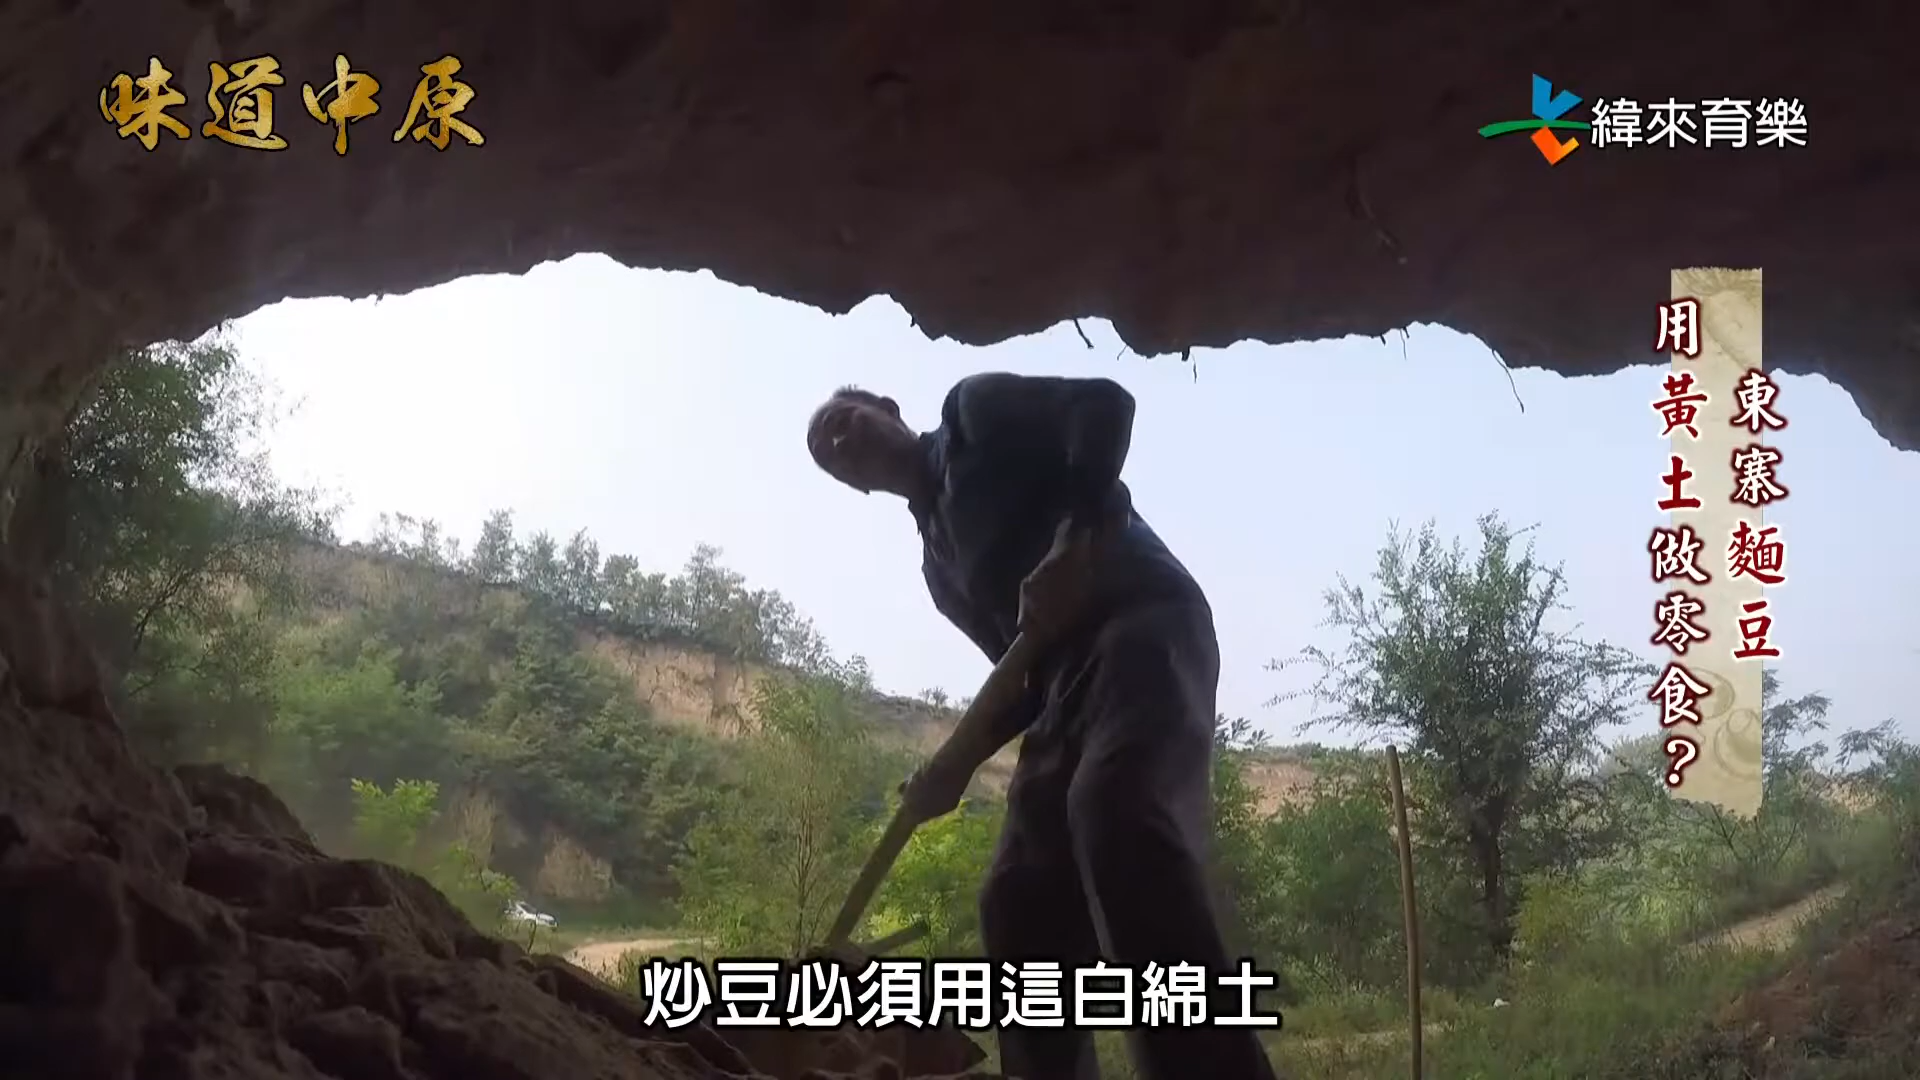 味道中原
緯來育樂
東寨麵豆
用黃土做零食？
炒豆必須用這白綿土